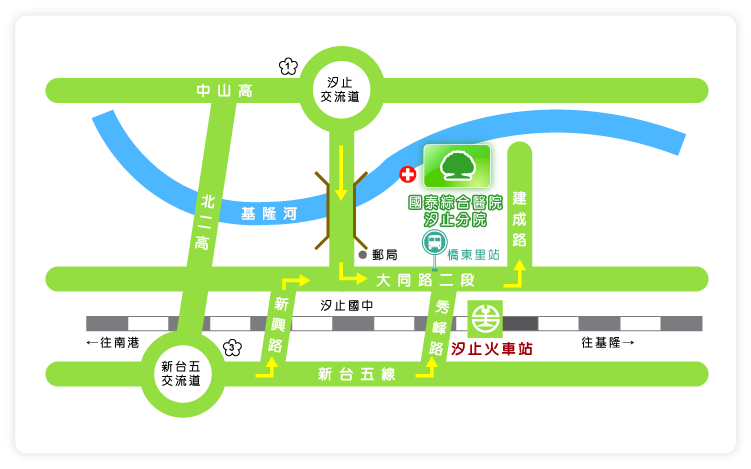 1
汐止
交流道
中山高
北二高
基隆河
國泰綜合醫院
汐止分院
建成路
郵局
橋東里站
大同路二段
新興路
汐止國中
秀峰路
←往南港
汐止火車站
往基隆→
3
新台五
交流道
新台五線